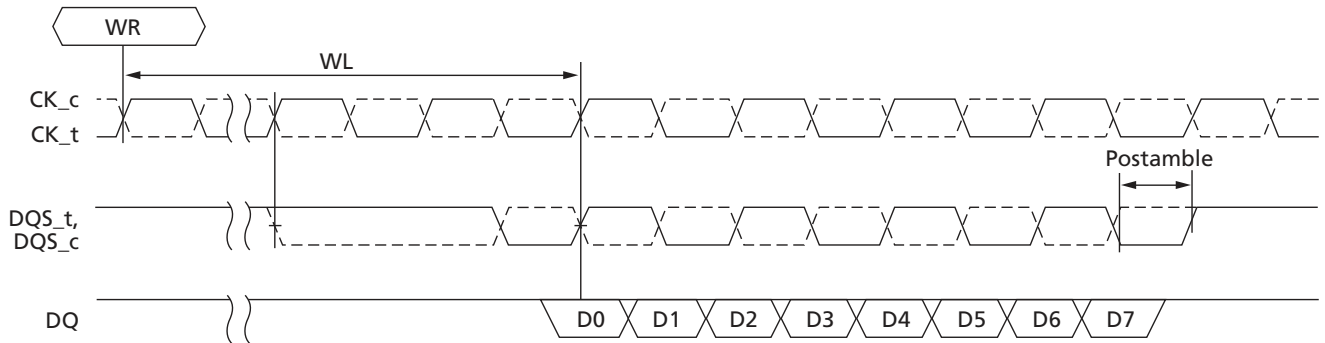 WR
WL
CK_c
CK_t
Postamble
DQS_t,
DQS_c
DQ
D0 D1 D2 D3 D4 D5 D6 D7